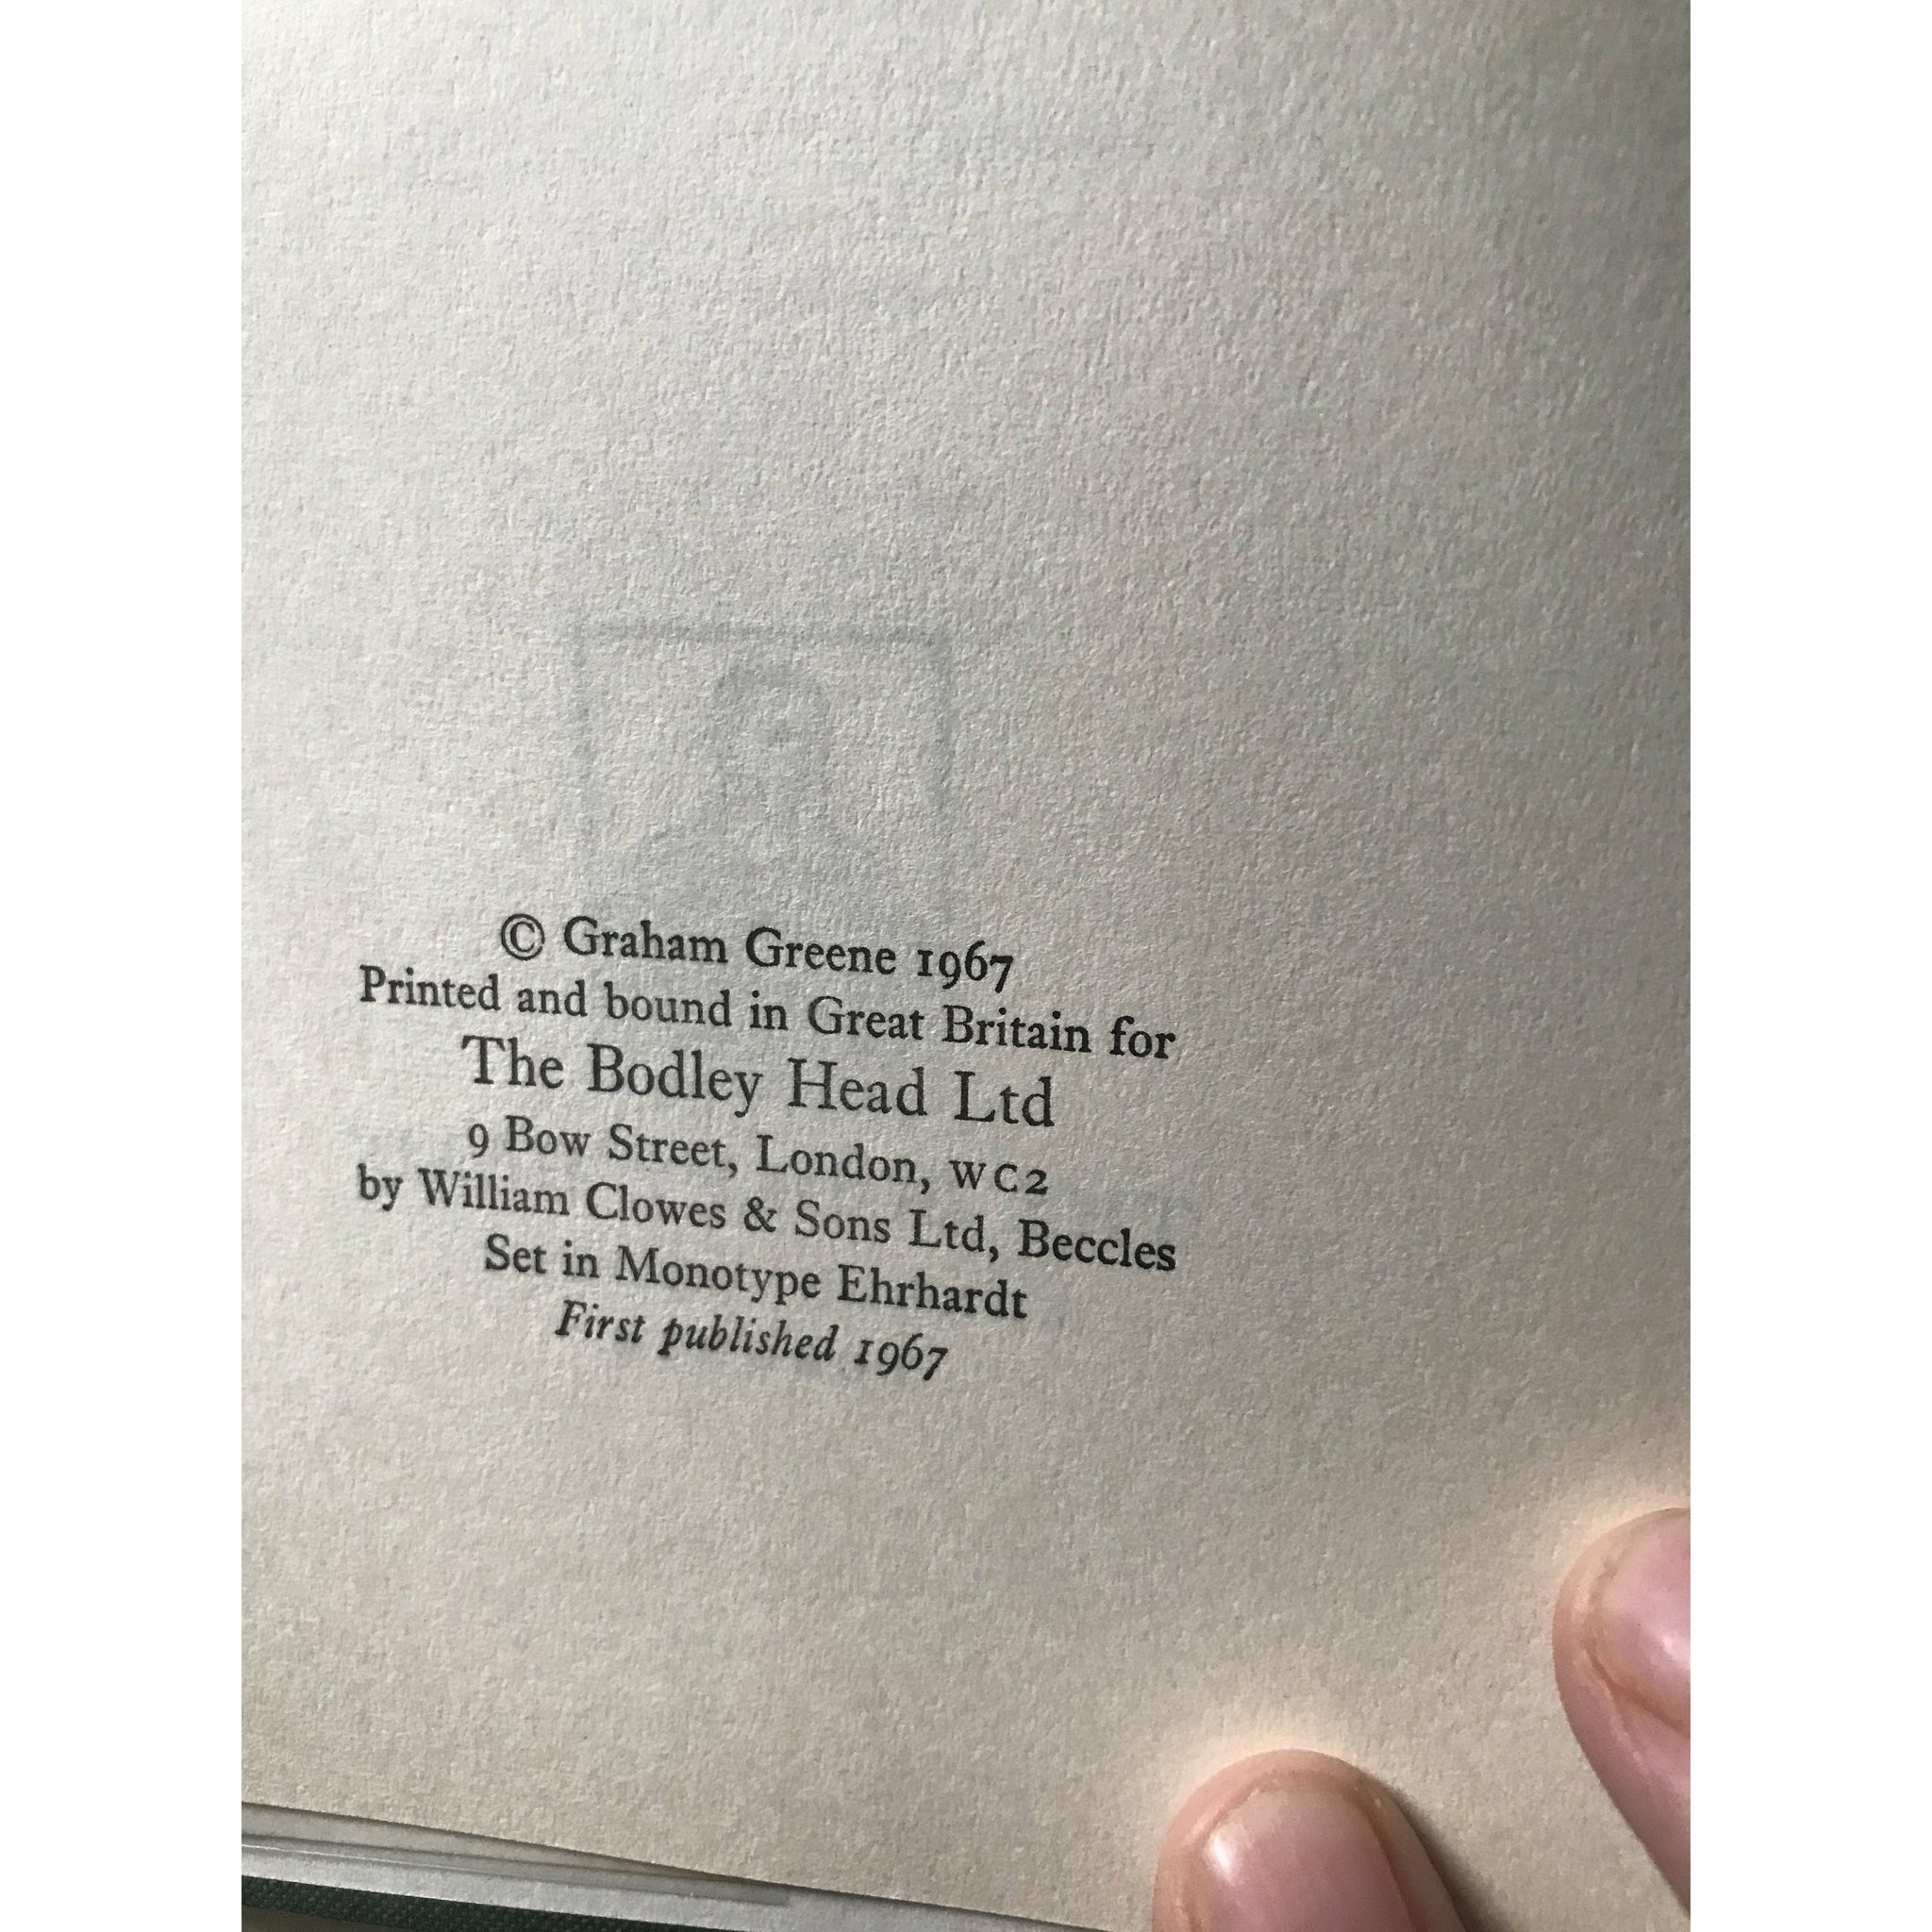 © Graham Greene 1967
Printed and bound in Great Britain for
The Bodley Head Ltd
9 Bow Street, London, WC2
by William Clowes & Sons Ltd, Beccles
Set in Monotype Ehrhardt
First published 1967